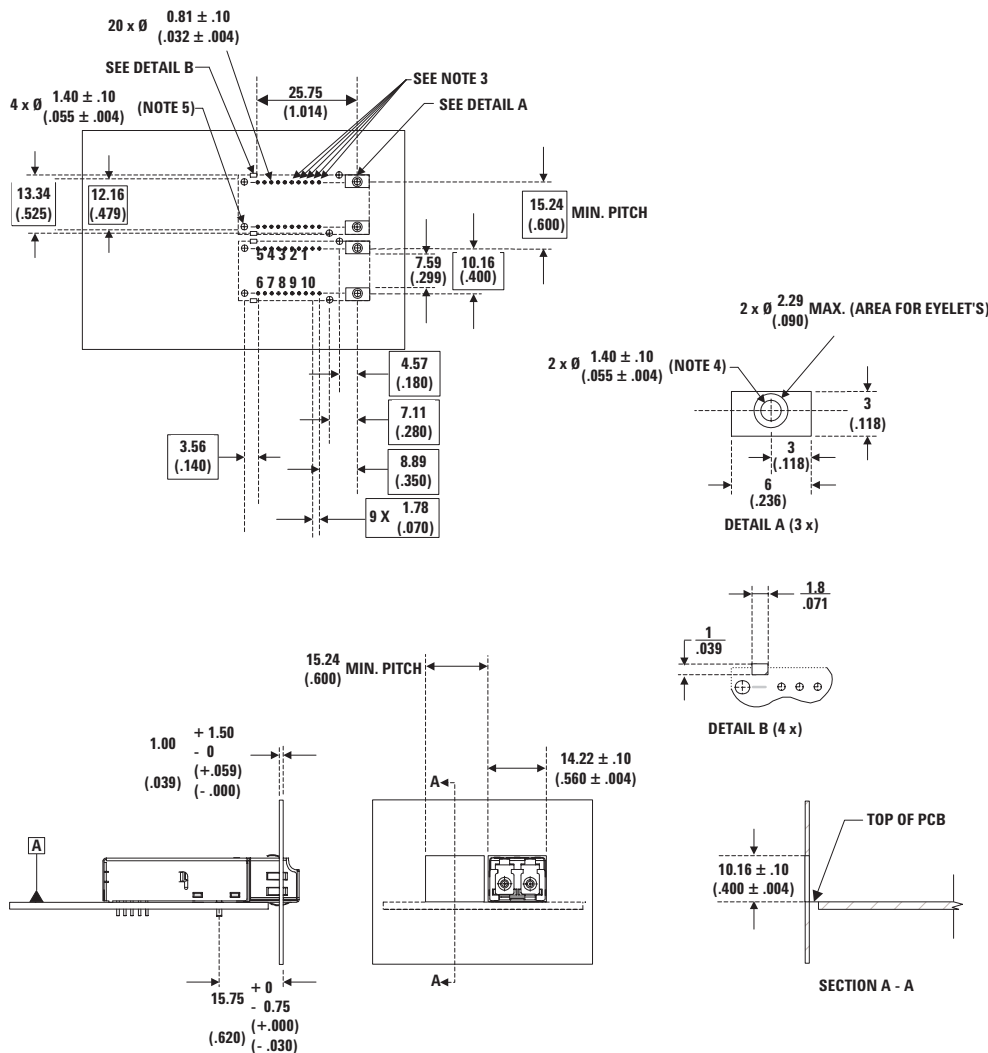 20 x Ø 0.81 ± .10
(.032 ± .004)
SEE DETAIL B
4 x Ø 1.40 ± .10
(.055 ± .004)
(NOTE 5)
25.75
(1.014)
SEE NOTE 3
SEE DETAIL A
13.34
(.525)
12.16
(.479)
15.24
(.600)
MIN. PITCH
5 4 3 2 1
7.59
(.299)
10.16
(.400)
6 7 8 9 10
4.57
(.180)
7.11
(.280)
3.56
(.140)
8.89
(.350)
9 X 1.78
(.070)
2 x Ø 2.29 MAX. (AREA FOR EYELET'S)
(.090)
2 x Ø 1.40 ± .10 (NOTE 4)
(.055 ± .004)
3
(.118)
3
(.118)
6
(.236)
DETAIL A (3 x)
1.8
.071
1
.039
DETAIL B (4 x)
15.24 MIN. PITCH
(.600)
1.00
+ 1.50
- 0
(.039)
(+.059)
(- .000)
14.22 ± .10
(.560 ± .004)
A
A
A
TOP OF PCB
10.16 ± .10
(.400 ± .004)
SECTION A - A
15.75
+ 0
- 0.75
(.620)
(+.000)
(- .030)